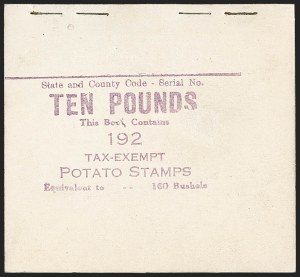 State and County Code - Serial No.
TEN POUNDS
This Book Contains
192
TAX-EXEMPT
POTATO STAMPS
Equivalent to - - 160 Bushels